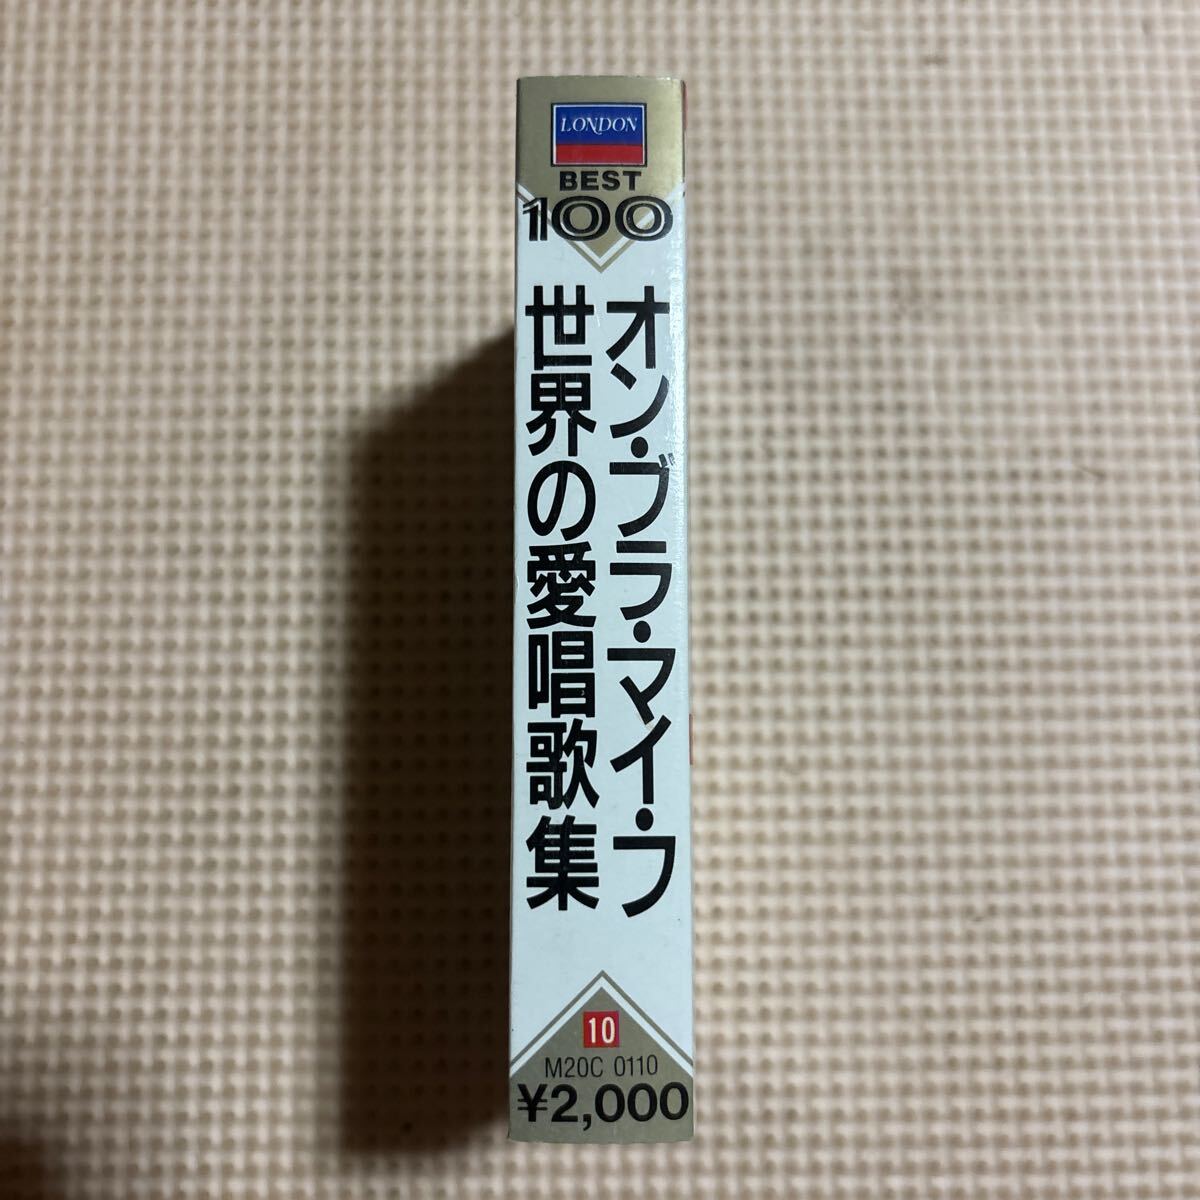 LONDON
BEST
100
オン・ブラ・マイ・フ
世界の愛唱歌集
10
M20C 0110
¥2,000